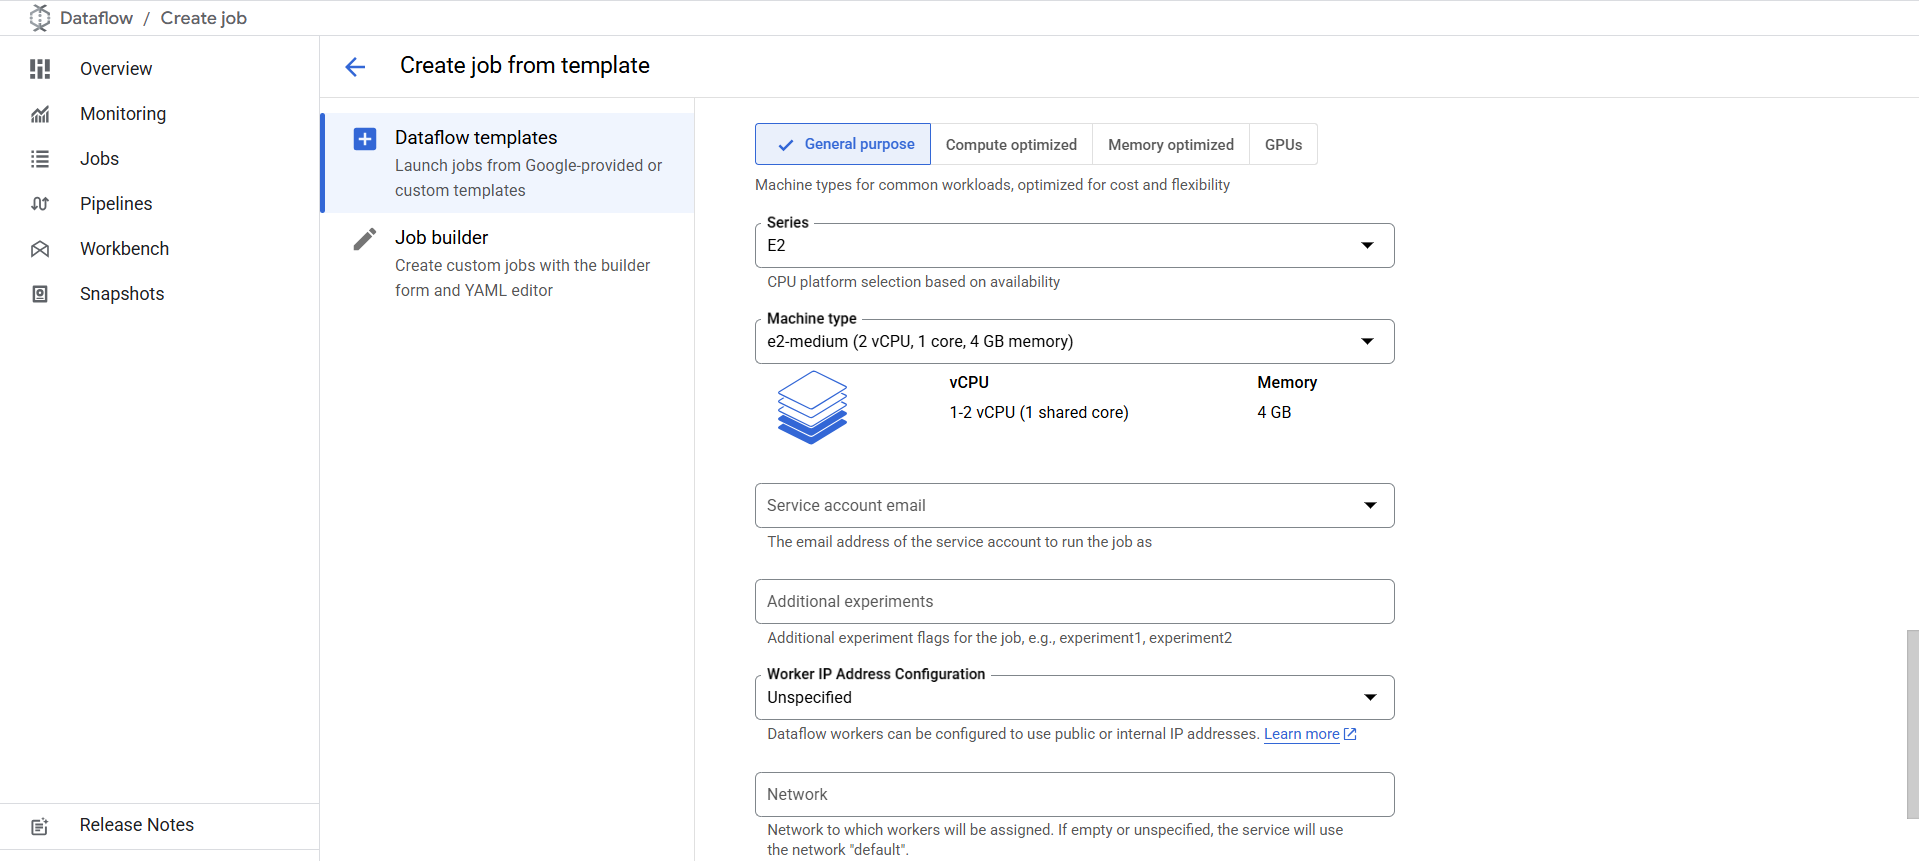 Dataflow / Create job
Overview
Monitoring
Jobs
Pipelines
Workbench
Snapshots
Release Notes
Create job from template
Dataflow templates
Launch jobs from Google-provided or
custom templates
Job builder
Create custom jobs with the builder
form and YAML editor
General purpose
Compute optimized
Memory optimized
GPUs
Machine types for common workloads, optimized for cost and flexibility
Series
E2
CPU platform selection based on availability
Machine type
e2-medium (2 vCPU, 1 core, 4 GB memory)
vCPU
Memory
1-2 vCPU (1 shared core)
4 GB
Service account email
The email address of the service account to run the job as
Additional experiments
Additional experiment flags for the job, e.g., experiment1, experiment2
Worker IP Address Configuration
Unspecified
Dataflow workers can be configured to use public or internal IP addresses. Learn more
Network
Network to which workers will be assigned. If empty or unspecified, the service will use
the network "default".